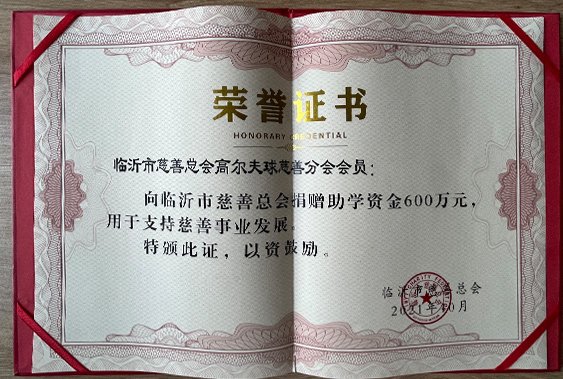 荣誉证书
HONORARY CREDENTIAL
临沂市慈善总会高尔夫球慈善分会会员：
向临沂市慈善总会捐赠助学资金600万元，
用于支持慈善事业发展。
特颁此证，以资鼓励。
临沂市慈善总会
2021年10月